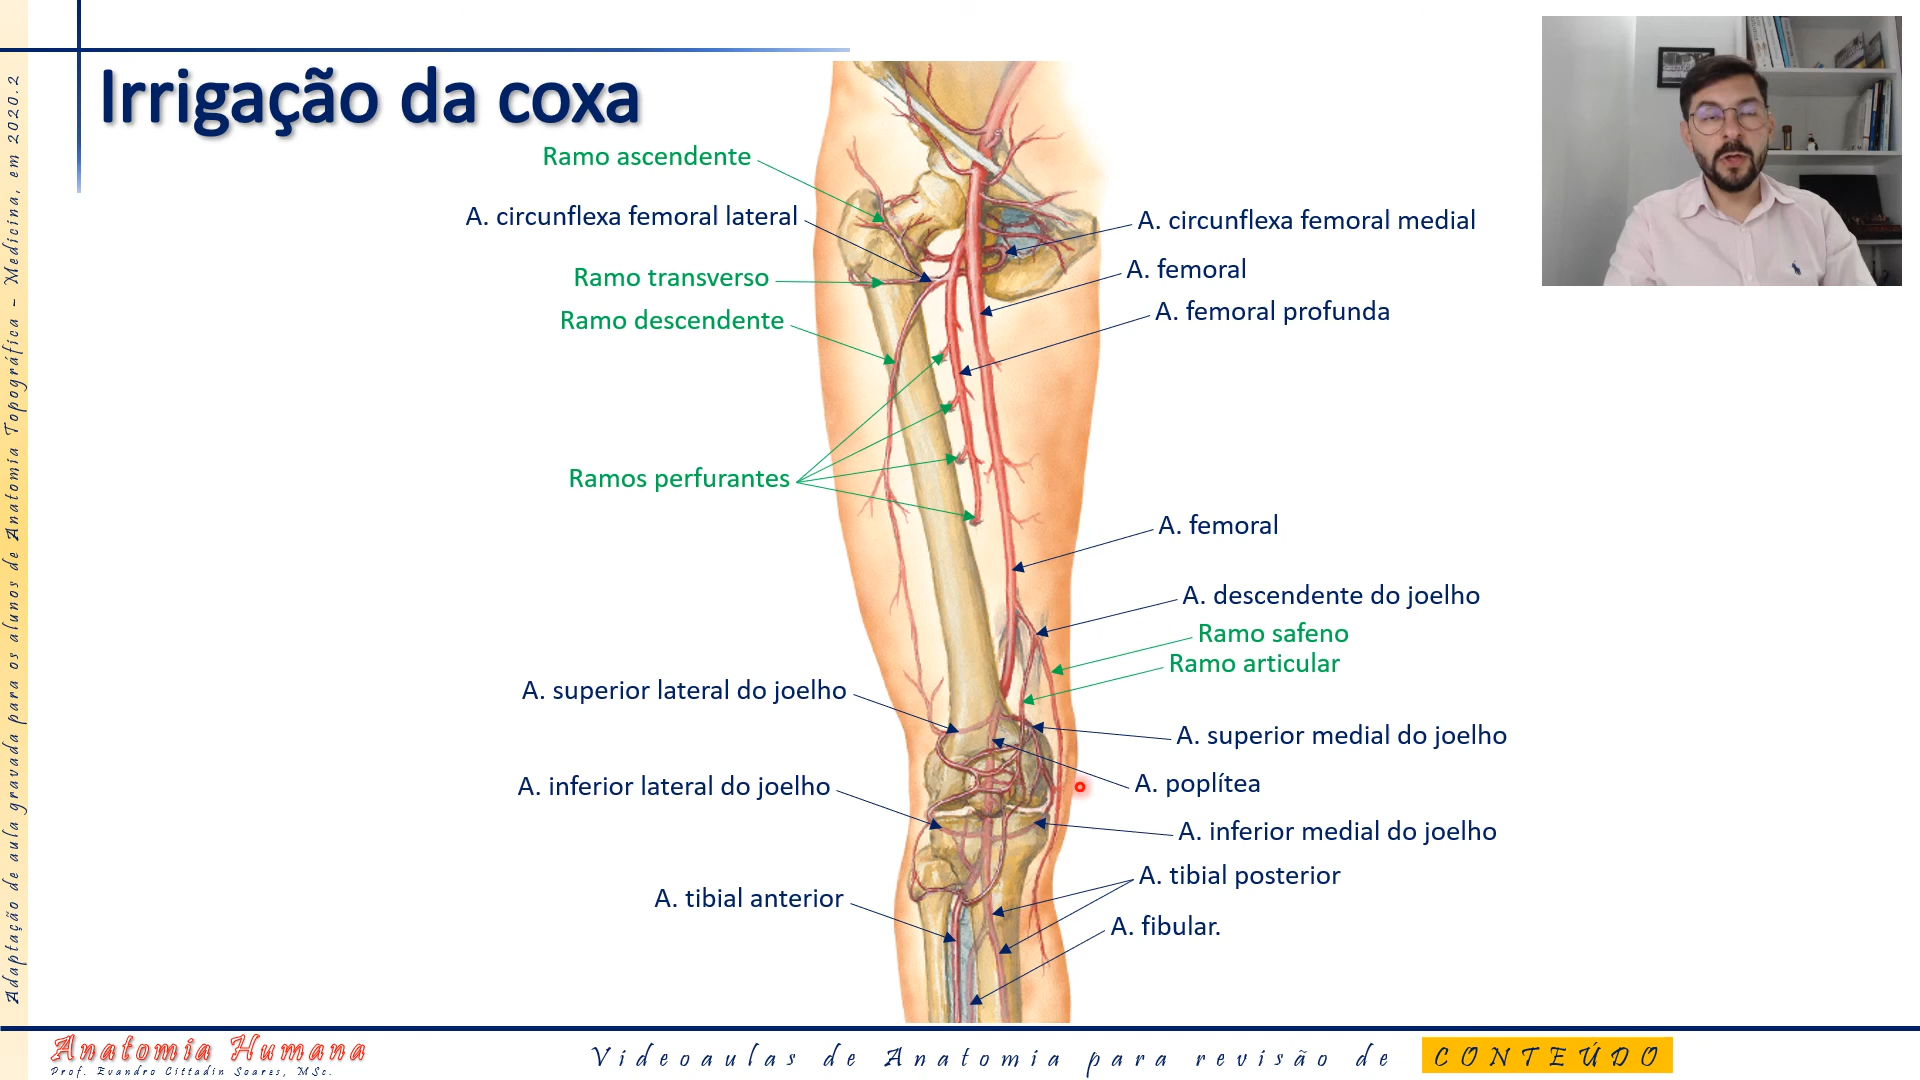 Irrigação da coxa
Ramo ascendente
A. circunflexa femoral lateral
Ramo transverso
Ramo descendente
Ramos perfurantes
A. superior lateral do joelho
A. inferior lateral do joelho
A. tibial anterior
A. circunflexa femoral medial
A. femoral
A. femoral profunda
A. femoral
A. descendente do joelho
Ramo safeno
Ramo articular
A. superior medial do joelho
A. poplítea
A. inferior medial do joelho
A. tibial posterior
A. fibular.
Adaptação de aula gravada para os alunos de Anatomia Topográfica - Medicina, em 2020.2
Anatomia Humana
Prof. Evandro Cittadin Soares, MSc.
Videoaulas de Anatomia para revisão de CONTEÚDO